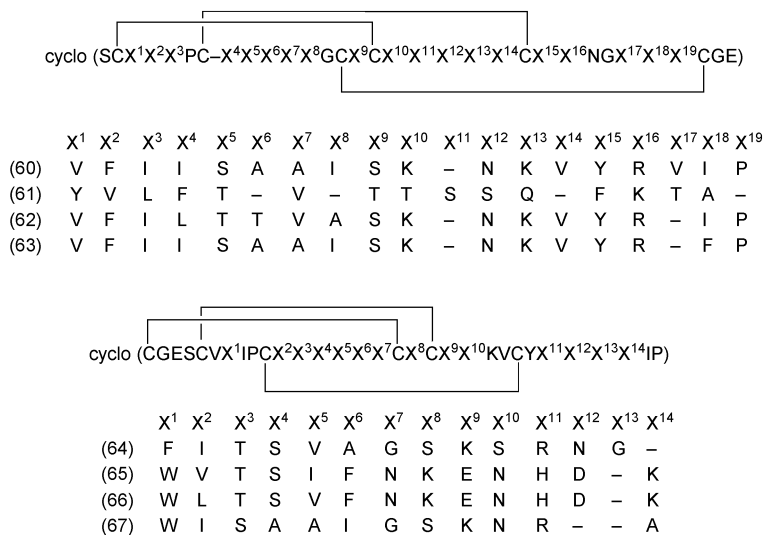 cyclo (SCX¹X²X³PC–X⁴X⁵X⁶X⁷X⁸GCX⁹CX¹⁰X¹¹X¹²X¹³X¹⁴CX¹⁵X¹⁶NGX¹⁷X¹⁸X¹⁹CGE)
X¹ X² X³ X⁴ X⁵ X⁶ X⁷ X⁸ X⁹ X¹⁰ X¹¹ X¹² X¹³ X¹⁴ X¹⁵ X¹⁶ X¹⁷ X¹⁸ X¹⁹
(60) V F I I S A A I S K – N K V Y R V I P
(61) Y V L F T – V – T T S S Q – F K T A –
(62) V F I L T T V A S K – N K V Y R – I P
(63) V F I I S A A I S K – N K V Y R – F P
cyclo (CGESCVX¹IPCX²X³X⁴X⁵X⁶X⁷CX⁸CX⁹X¹⁰KVCYX¹¹X¹²X¹³X¹⁴IP)
X¹ X² X³ X⁴ X⁵ X⁶ X⁷ X⁸ X⁹ X¹⁰ X¹¹ X¹² X¹³ X¹⁴
(64) F I T S V A G S K S R N G –
(65) W V T S I F N K E N H D – K
(66) W L T S V F N K E N H D – K
(67) W I S A A I G S K N R – – A